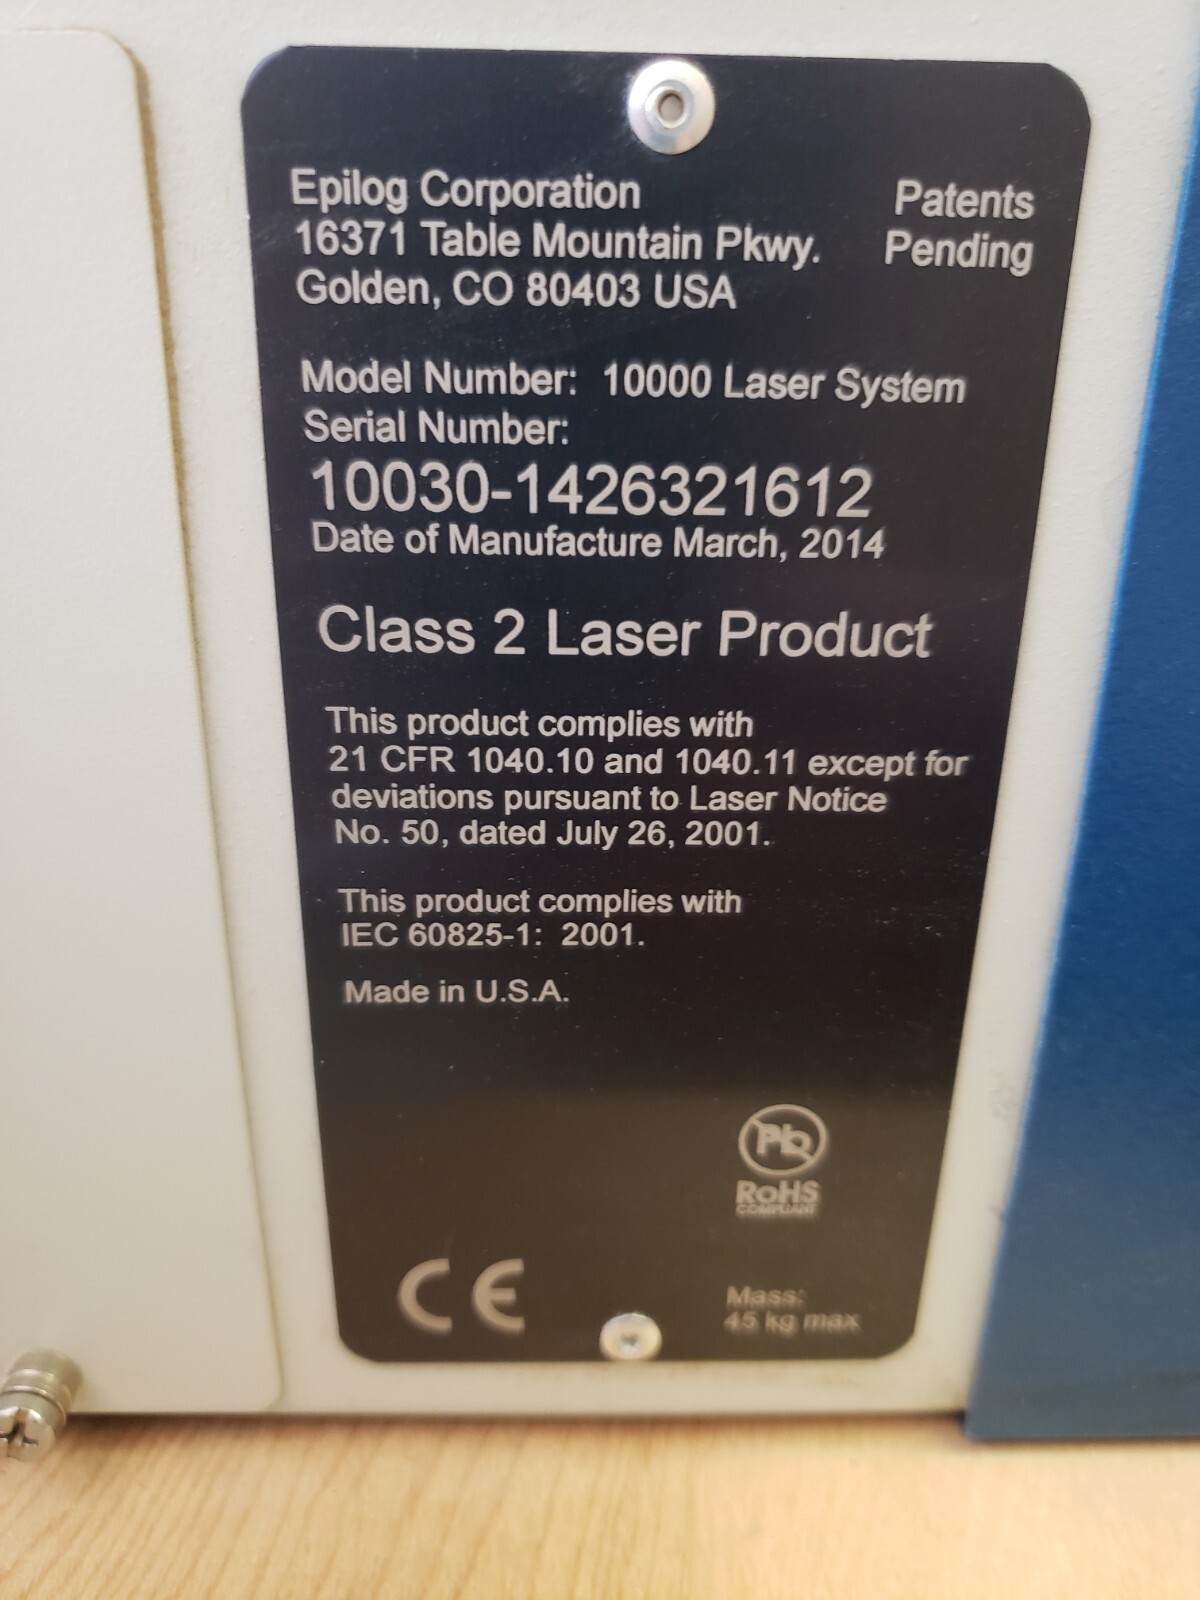 Epilog Corporation
16371 Table Mountain Pkwy.
Golden, CO 80403 USA
Patents
Pending
Model Number: 10000 Laser System
Serial Number:
10030-1426321612
Date of Manufacture March, 2014
Class 2 Laser Product
This product complies with
21 CFR 1040.10 and 1040.11 except for
deviations pursuant to Laser Notice
No. 50, dated July 26, 2001.
This product complies with
IEC 60825-1: 2001.
Made in U.S.A.
Pb
RoHS
COMPLIANT
CE
Mass:
45 kg max